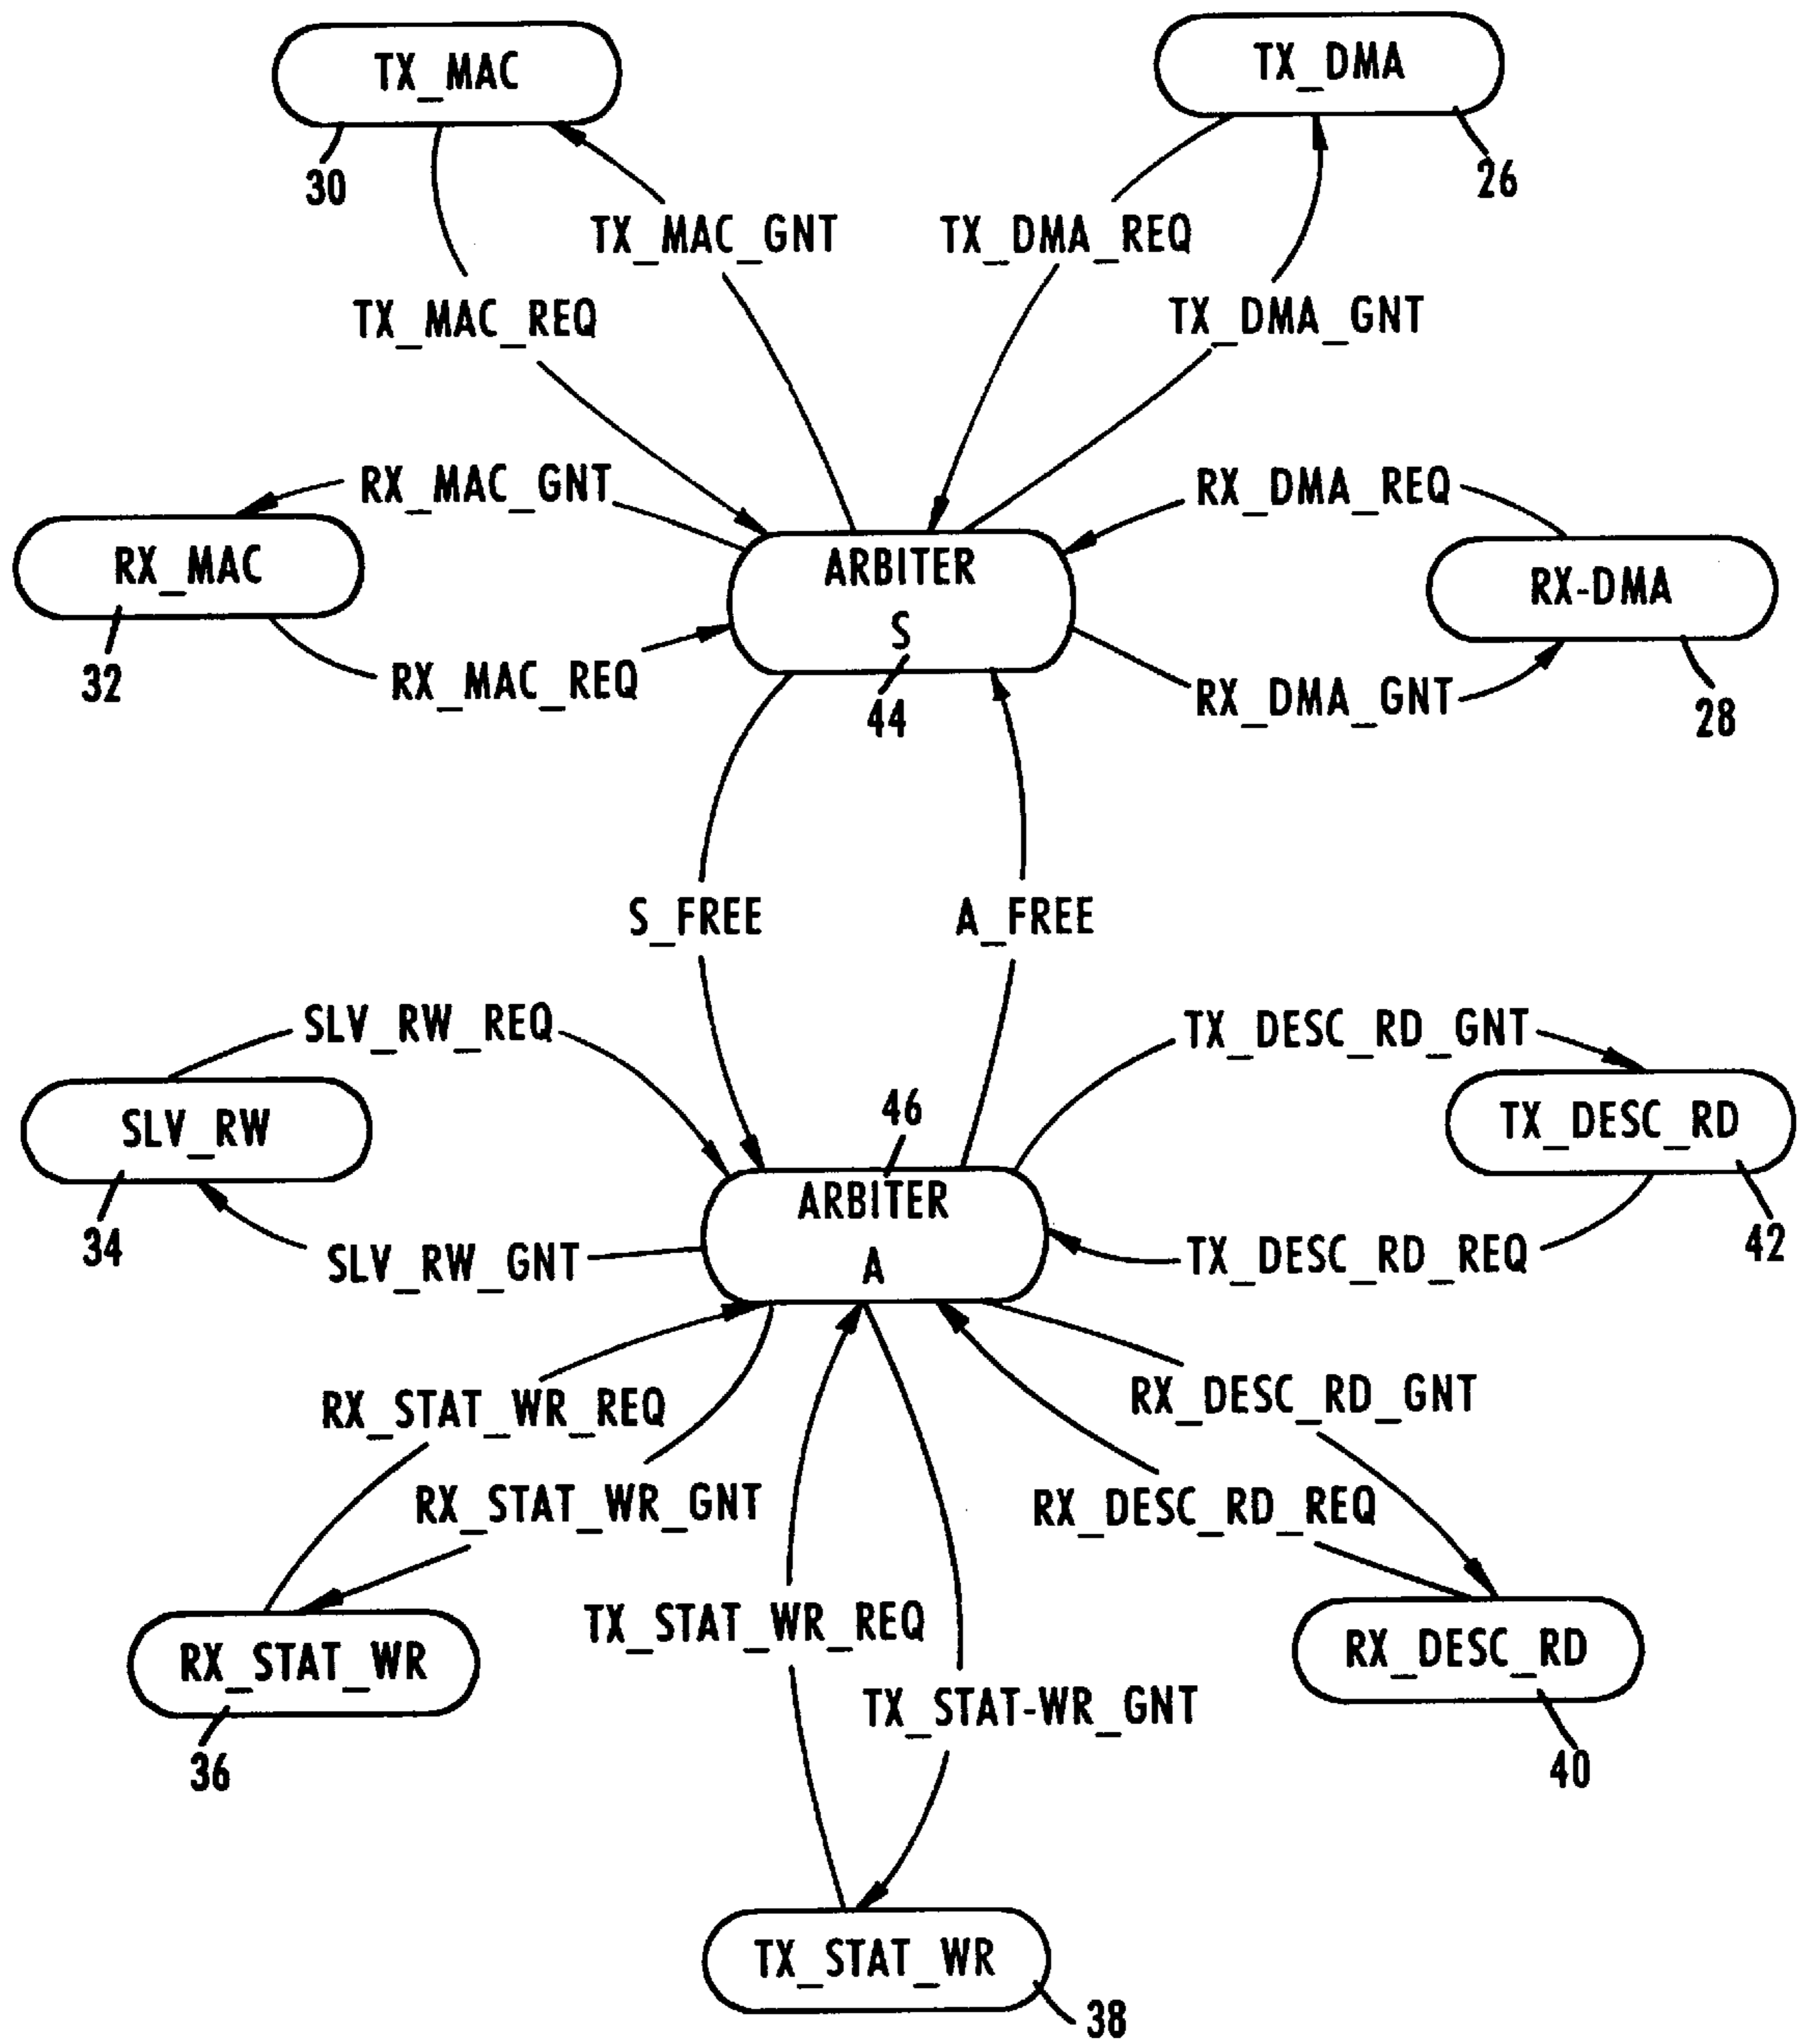 TX_MAC
TX_DMA
30
26
TX_MAC_GNT
TX_DMA_REQ
TX_MAC_REQ
TX_DMA_GNT
RX_MAC_GNT
RX_DMA_REQ
RX_MAC
ARBITER
S
RX-DMA
32
RX_MAC_REQ
44
RX_DMA_GNT
28
S_FREE
A_FREE
SLV_RW_REQ
TX_DESC_RD_GNT
SLV_RW
46
TX_DESC_RD
ARBITER
A
34
SLV_RW_GNT
TX_DESC_RD_REQ
42
RX_STAT_WR_REQ
RX_DESC_RD_GNT
RX_STAT_WR_GNT
RX_DESC_RD_REQ
TX_STAT_WR_REQ
RX_STAT_WR
RX_DESC_RD
TX_STAT-WR_GNT
36
40
TX_STAT_WR
38